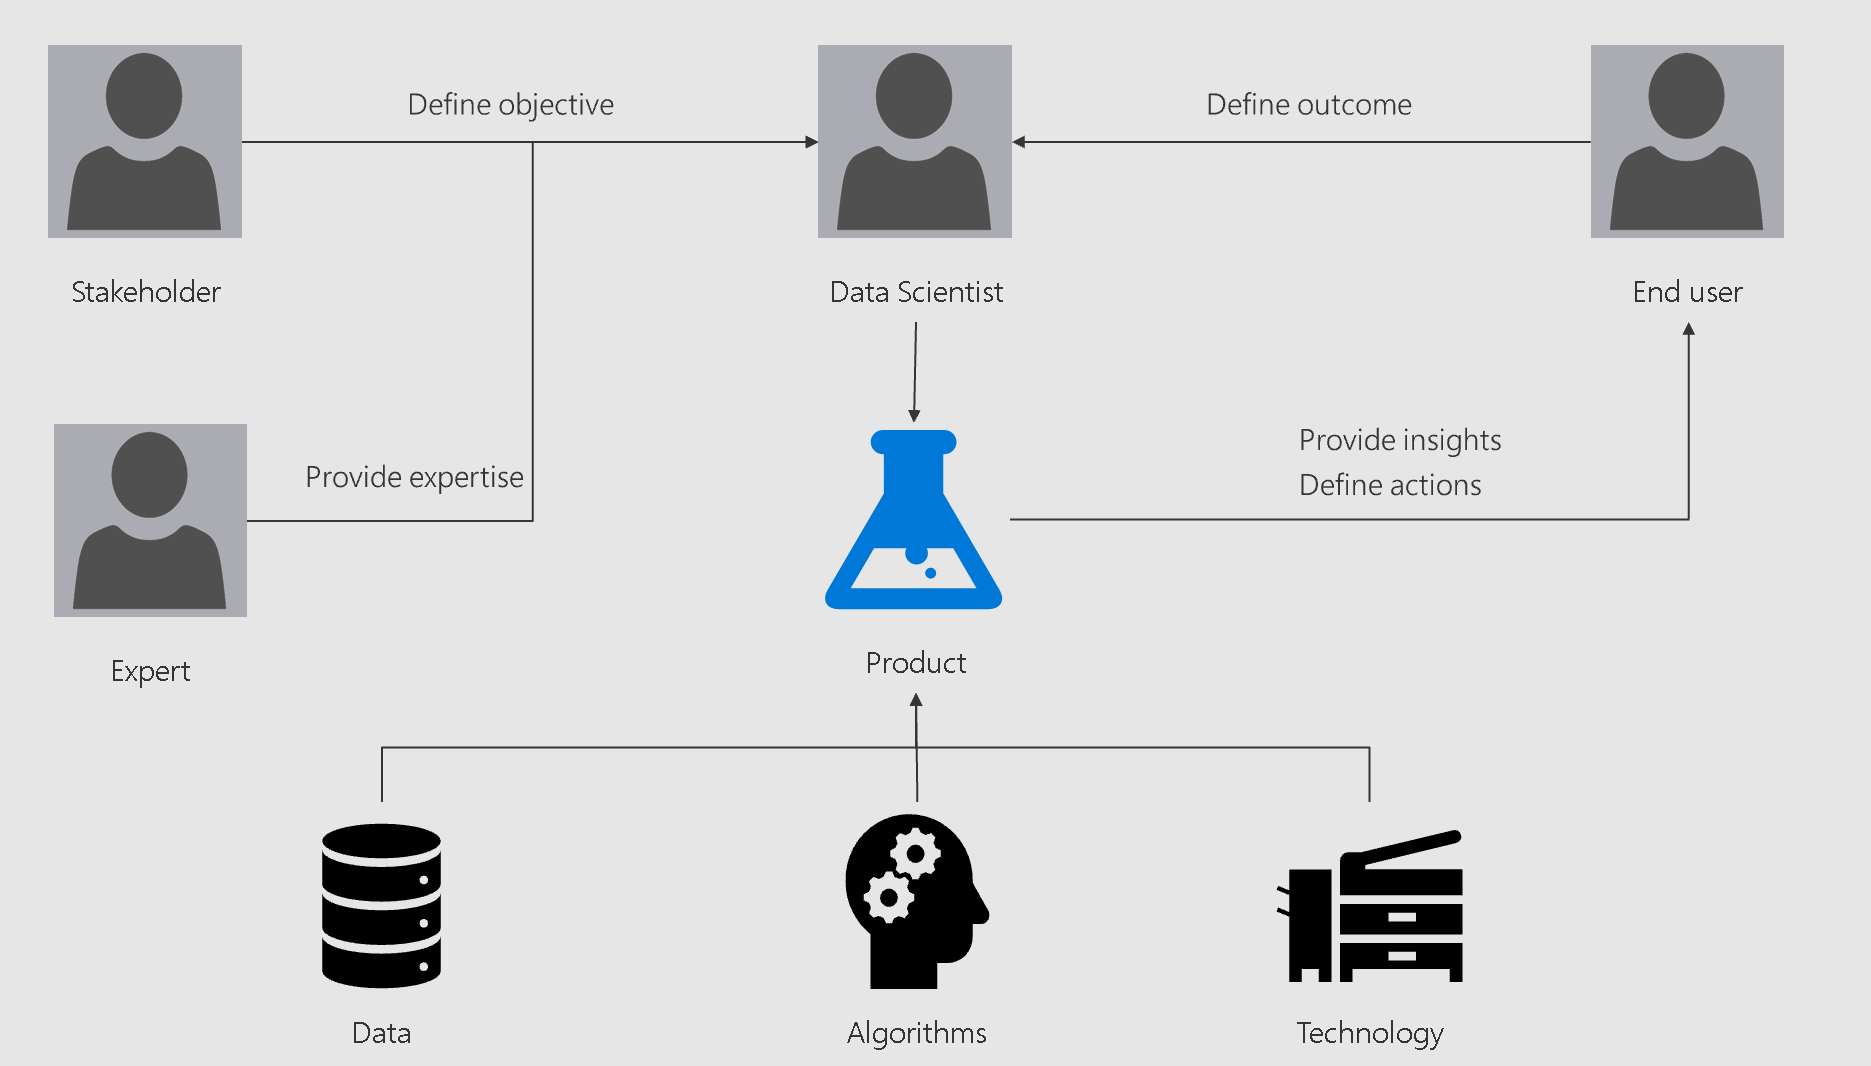 Define objective
Define outcome
Stakeholder
Data Scientist
End user
Provide expertise
Provide insights
Define actions
Expert
Product
Data
Algorithms
Technology